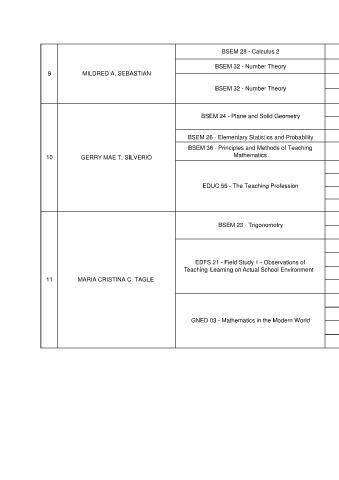 BSEM 28 - Calculus 2
9
MILDRED A. SEBASTIAN
BSEM 32 - Number Theory
BSEM 32 - Number Theory
BSEM 24 - Plane and Solid Geometry
BSEM 26 - Elementary Statistics and Probability
10
GERRY MAE T. SILVERIO
BSEM 36 - Principles and Methods of Teaching
Mathematics
EDUC 55 - The Teaching Profession
BSEM 23 - Trigonometry
11
MARIA CRISTINA C. TAGLE
EDFS 21 - Field Study 1 - Observations of
Teaching Learning on Actual School Environment
GNED 03 - Mathematics in the Modern World